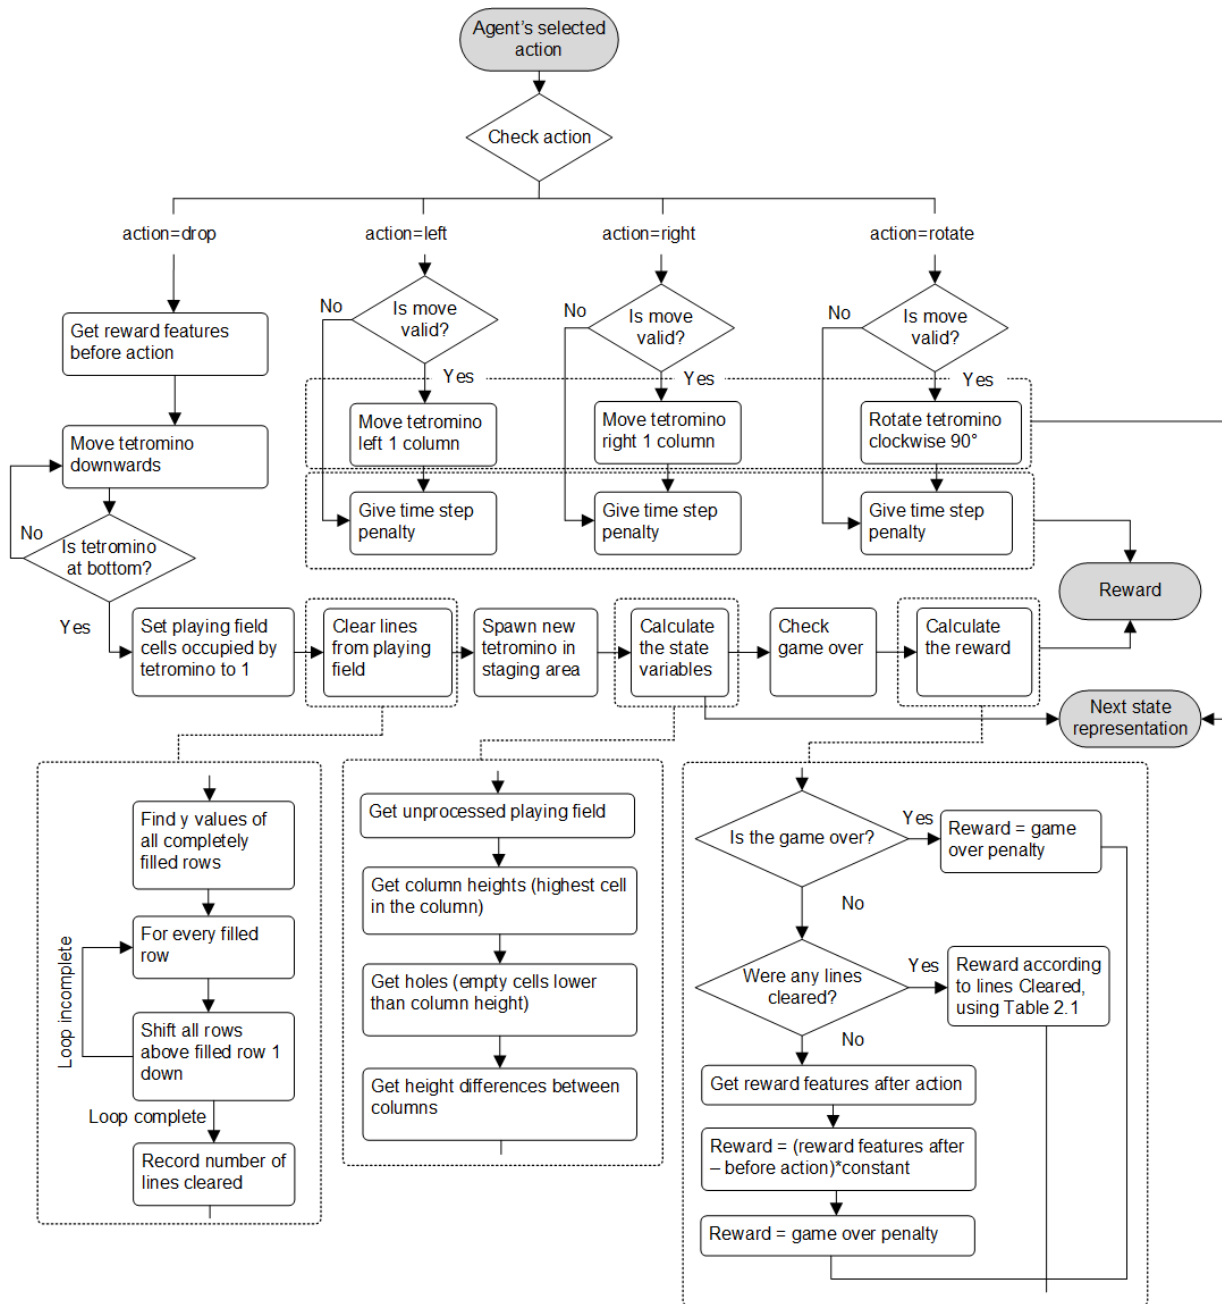 Agent's selected
action
Check action
action=drop
action=left
action=right
action=rotate
No
Is move
valid?
No
Is move
valid?
No
Is move
valid?
Get reward features
before action
Yes
Yes
Yes
Move tetromino
downwards
Move tetromino
left 1 column
Move tetromino
right 1 column
Rotate tetromino
clockwise 90°
No
Is tetromino
at bottom?
Give time step
penalty
Give time step
penalty
Give time step
penalty
Reward
Yes
Set playing field
cells occupied by
tetromino to 1
Clear lines
from playing
field
Spawn new
tetromino in
staging area
Calculate
the state
variables
Check
game over
Calculate
the reward
Next state
representation
Find y values of
all completely
filled rows
For every filled
row
Loop incomplete
Shift all rows
above filled row 1
down
Loop complete
Record number of
lines cleared
Get unprocessed playing field
Get column heights (highest cell
in the column)
Get holes (empty cells lower
than column height)
Get height differences between
columns
Is the game over?
Yes
Reward = game
over penalty
No
Were any lines
cleared?
Yes
Reward according
to lines Cleared,
using Table 2.1
No
Get reward features after action
Reward = (reward features after
– before action)*constant
Reward = game over penalty